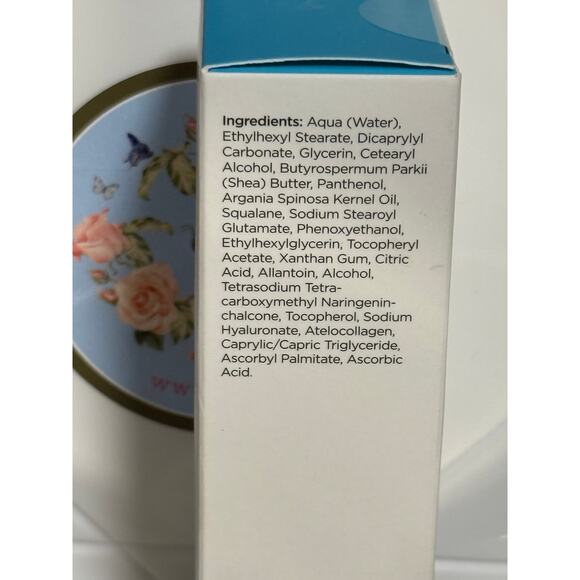 Ingredients: Aqua (Water),
Ethylhexyl Stearate, Dicaprylyl
Carbonate, Glycerin, Cetearyl
Alcohol, Butyrospermum Parkii
(Shea) Butter, Panthenol,
Argania Spinosa Kernel Oil,
Squalane, Sodium Stearoyl
Glutamate, Phenoxyethanol,
Ethylhexylglycerin, Tocopheryl
Acetate, Xanthan Gum, Citric
Acid, Allantoin, Alcohol,
Tetrasodium Tetra-
carboxymethyl Naringenin-
chalcone, Tocopherol, Sodium
Hyaluronate, Atelocollagen,
Caprylic/Capric Triglyceride,
Ascorbyl Palmitate, Ascorbic
Acid.